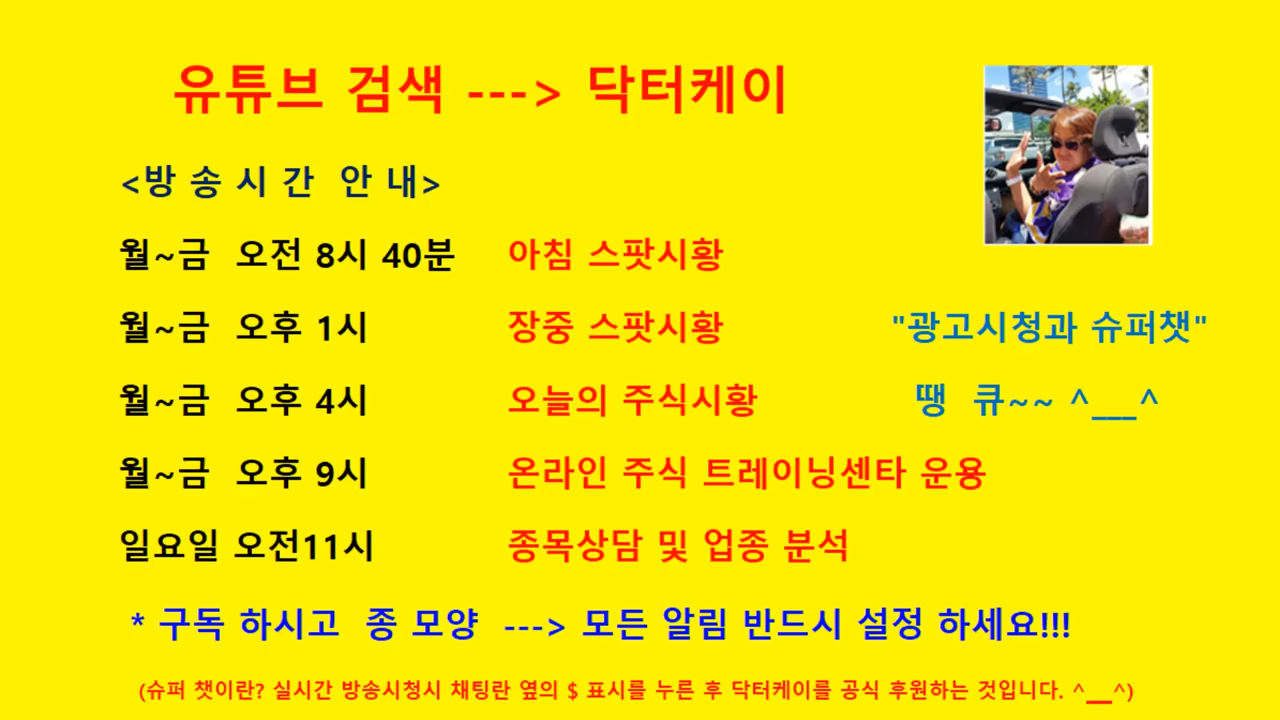 유튜브 검색 ---> 닥터케이
<방 송 시 간 안 내>
월~금 오전 8시 40분 아침 스팟시황
월~금 오후 1시 장중 스팟시황 "광고시청과 슈퍼챗"
월~금 오후 4시 오늘의 주식시황 땡 큐~~ ^___^
월~금 오후 9시 온라인 주식 트레이닝센타 운용
일요일 오전11시 종목상담 및 업종 분석
* 구독 하시고 종 모양 ---> 모든 알림 반드시 설정 하세요!!!
(슈퍼 챗이란? 실시간 방송시청시 채팅란 옆의 $ 표시를 누른 후 닥터케이를 공식 후원하는 것입니다. ^__^)